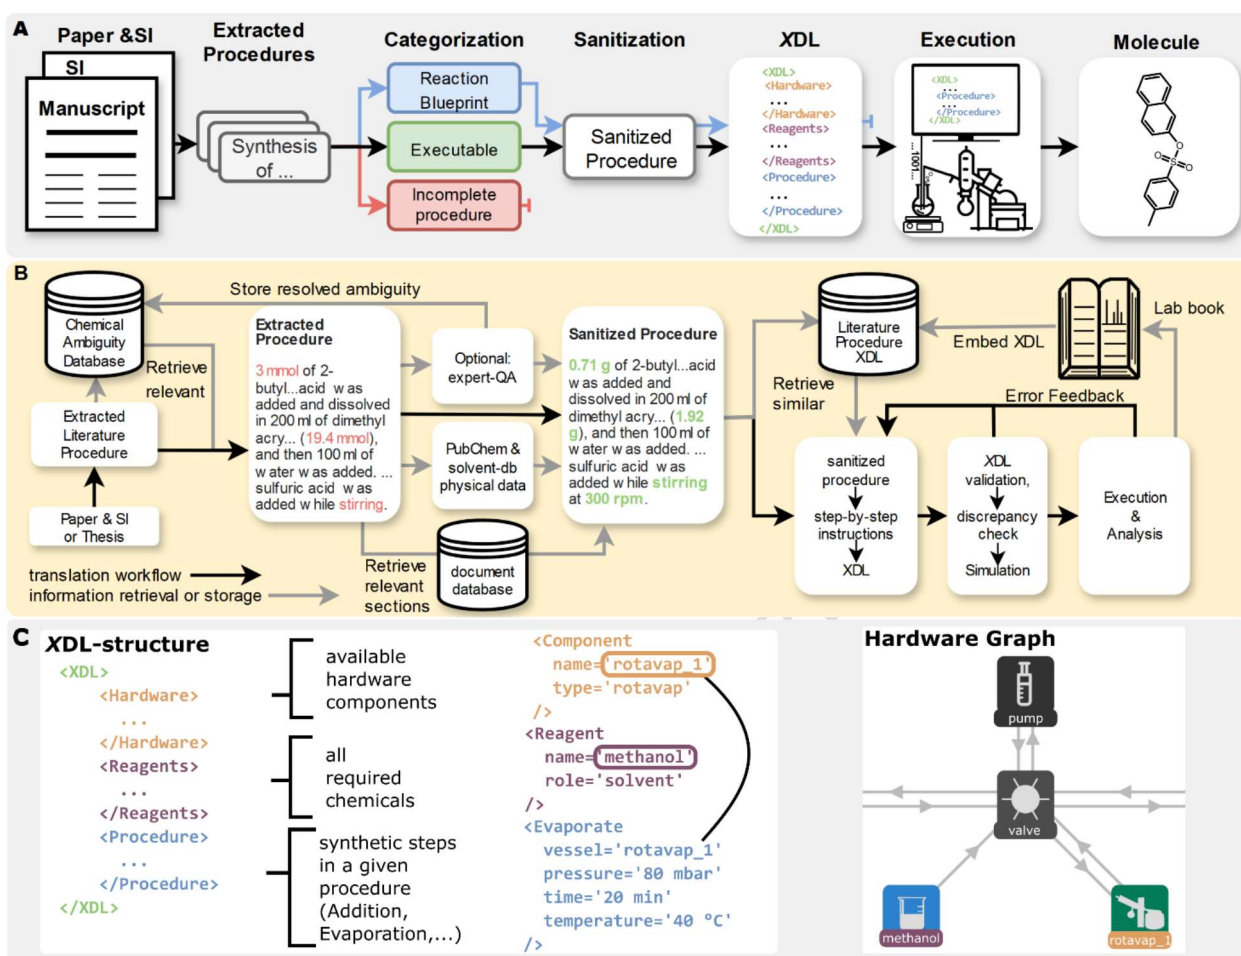 A
Paper &SI
SI
Manuscript
Extracted
Procedures
Synthesis
of ...
Categorization
Reaction
Blueprint
Executable
Incomplete
procedure
Sanitization
Sanitized
Procedure
XDL
<XDL>
<Hardware>
...
</Hardware>
<Reagents>
...
</Reagents>
<Procedure>
...
</Procedure>
</XDL>
Execution
<XDL>
...
<Procedure>
...
</Procedure>
</XDL>
...1001...
Molecule
O
O
S
O
B
Chemical
Ambiguity
Database
Store resolved ambiguity
Retrieve
relevant
Extracted
Literature
Procedure
Paper & SI
or Thesis
translation workflow
information retrieval or storage
Extracted
Procedure
3 mmol of 2-
butyl...acid was
added and dissolved
in 200 ml of dimethyl
acry... (19.4 mmol),
and then 100 ml of
water was added. ...
sulfuric acid was
added while stirring.
Optional:
expert-QA
PubChem &
solvent-db
physical data
Retrieve
relevant
sections
document
database
Sanitized Procedure
0.71 g of 2-butyl...acid
was added and
dissolved in 200 ml of
dimethyl acry... (1.92
g), and then 100 ml of
water was added. ...
sulfuric acid was
added while stirring
at 300 rpm.
Literature
Procedure
XDL
Retrieve
similar
Embed XDL
Lab book
Error Feedback
sanitized
procedure
step-by-step
instructions
XDL
XDL
validation,
discrepancy
check
Simulation
Execution
&
Analysis
C
XDL-structure
<XDL>
<Hardware>
...
</Hardware>
<Reagents>
...
</Reagents>
<Procedure>
...
</Procedure>
</XDL>
available
hardware
components
all
required
chemicals
synthetic steps
in a given
procedure
(Addition,
Evaporation,...)
<Component
name='rotavap_1'
type='rotavap'
/>
<Reagent
name='methanol'
role='solvent'
/>
<Evaporate
vessel='rotavap_1'
pressure='80 mbar'
time='20 min'
temperature='40 °C'
/>
Hardware Graph
pump
valve
methanol
rotavap_1